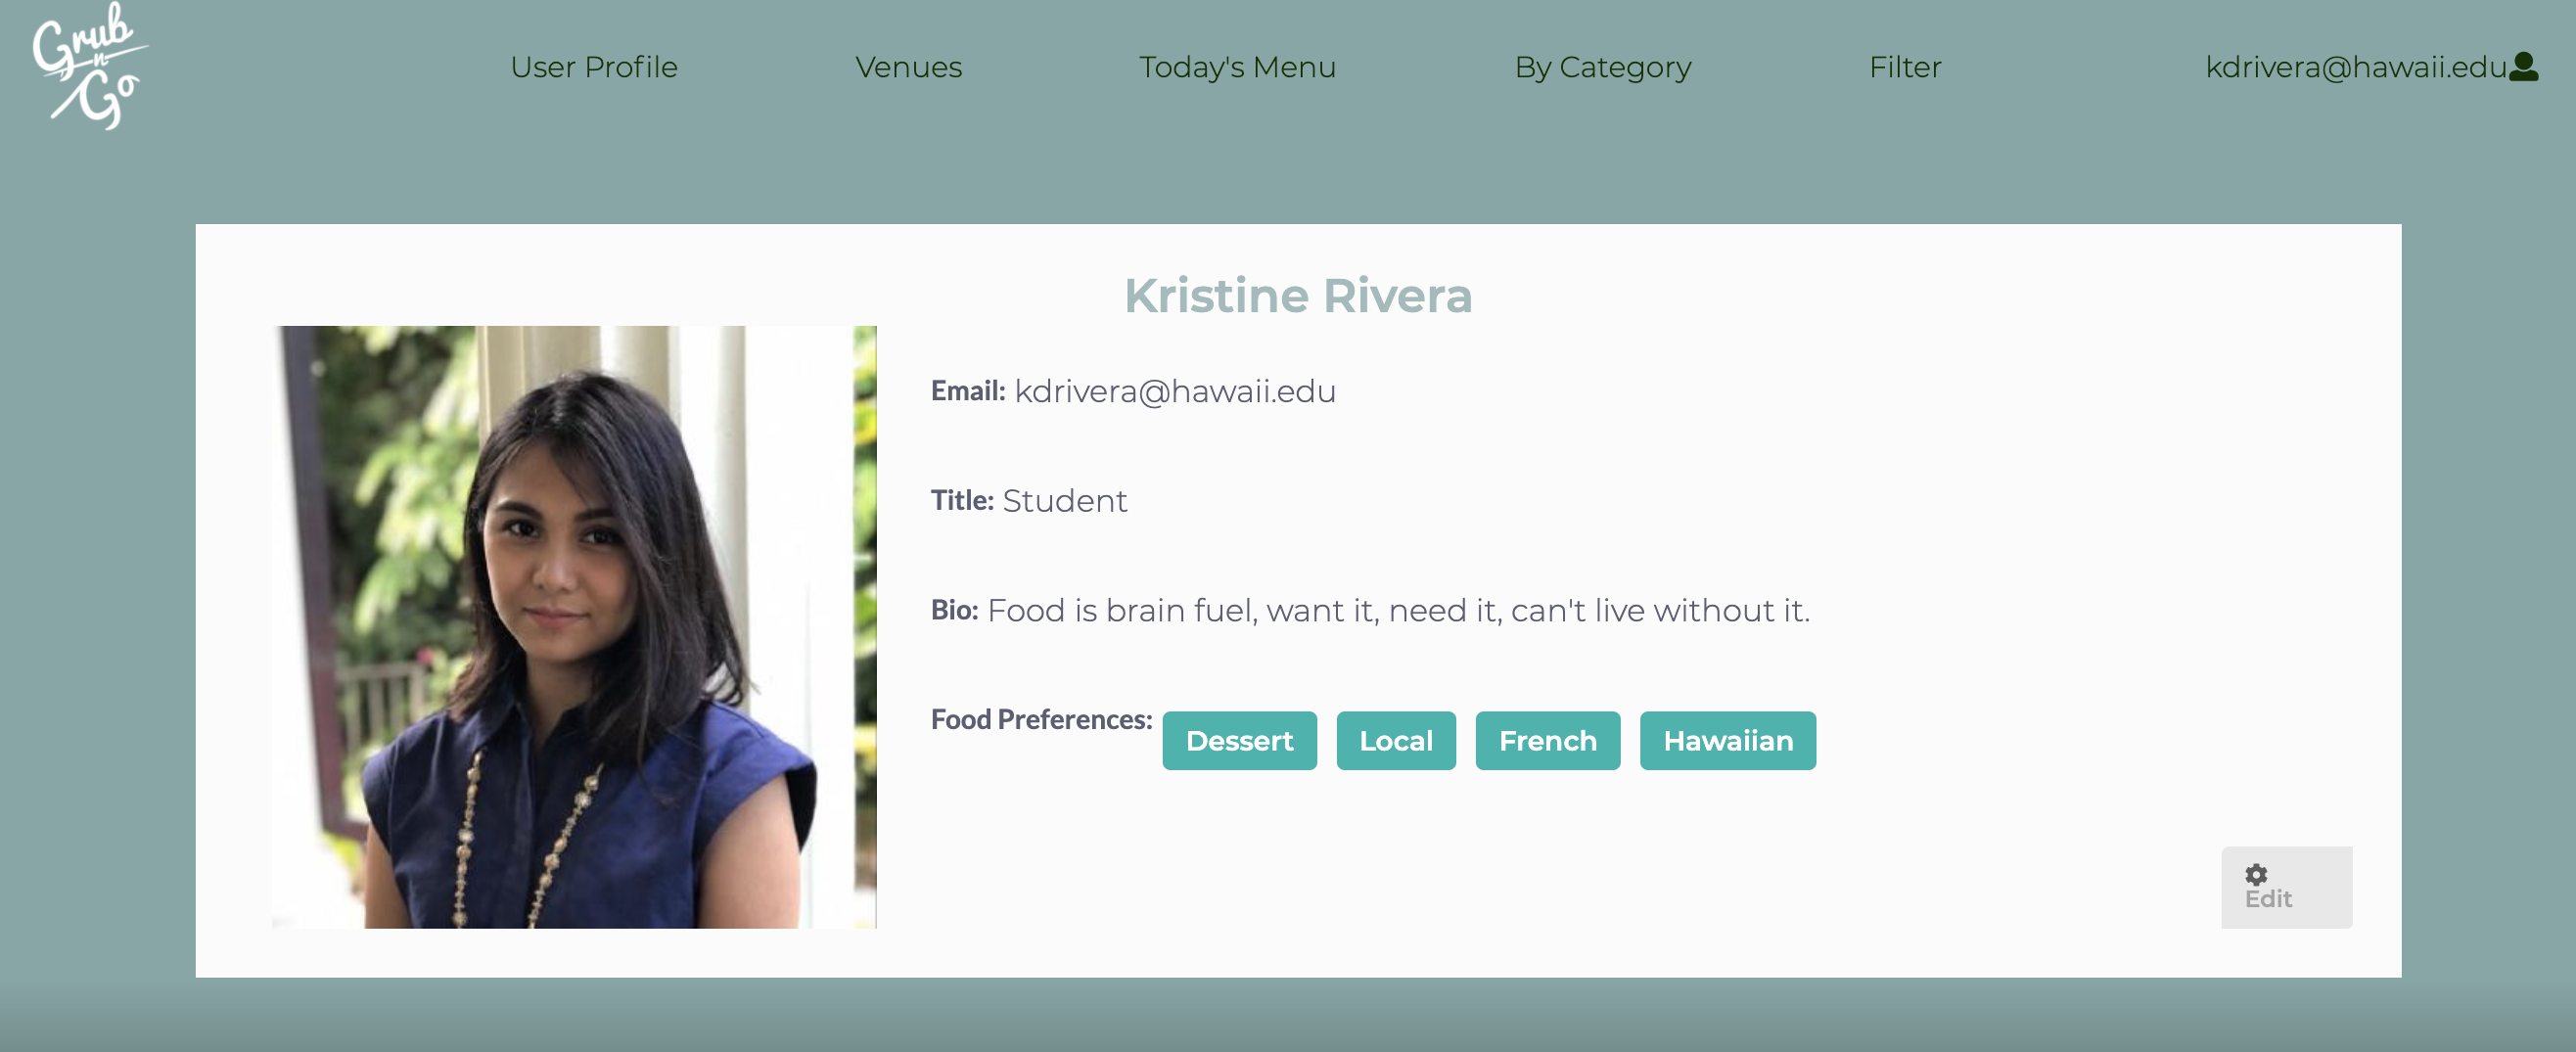 Grub
n
Go
User Profile
Venues
Today's Menu
By Category
Filter
kdrivera@hawaii.edu
Kristine Rivera
Email: kdrivera@hawaii.edu
Title: Student
Bio: Food is brain fuel, want it, need it, can't live without it.
Food Preferences: Dessert Local French Hawaiian
Edit